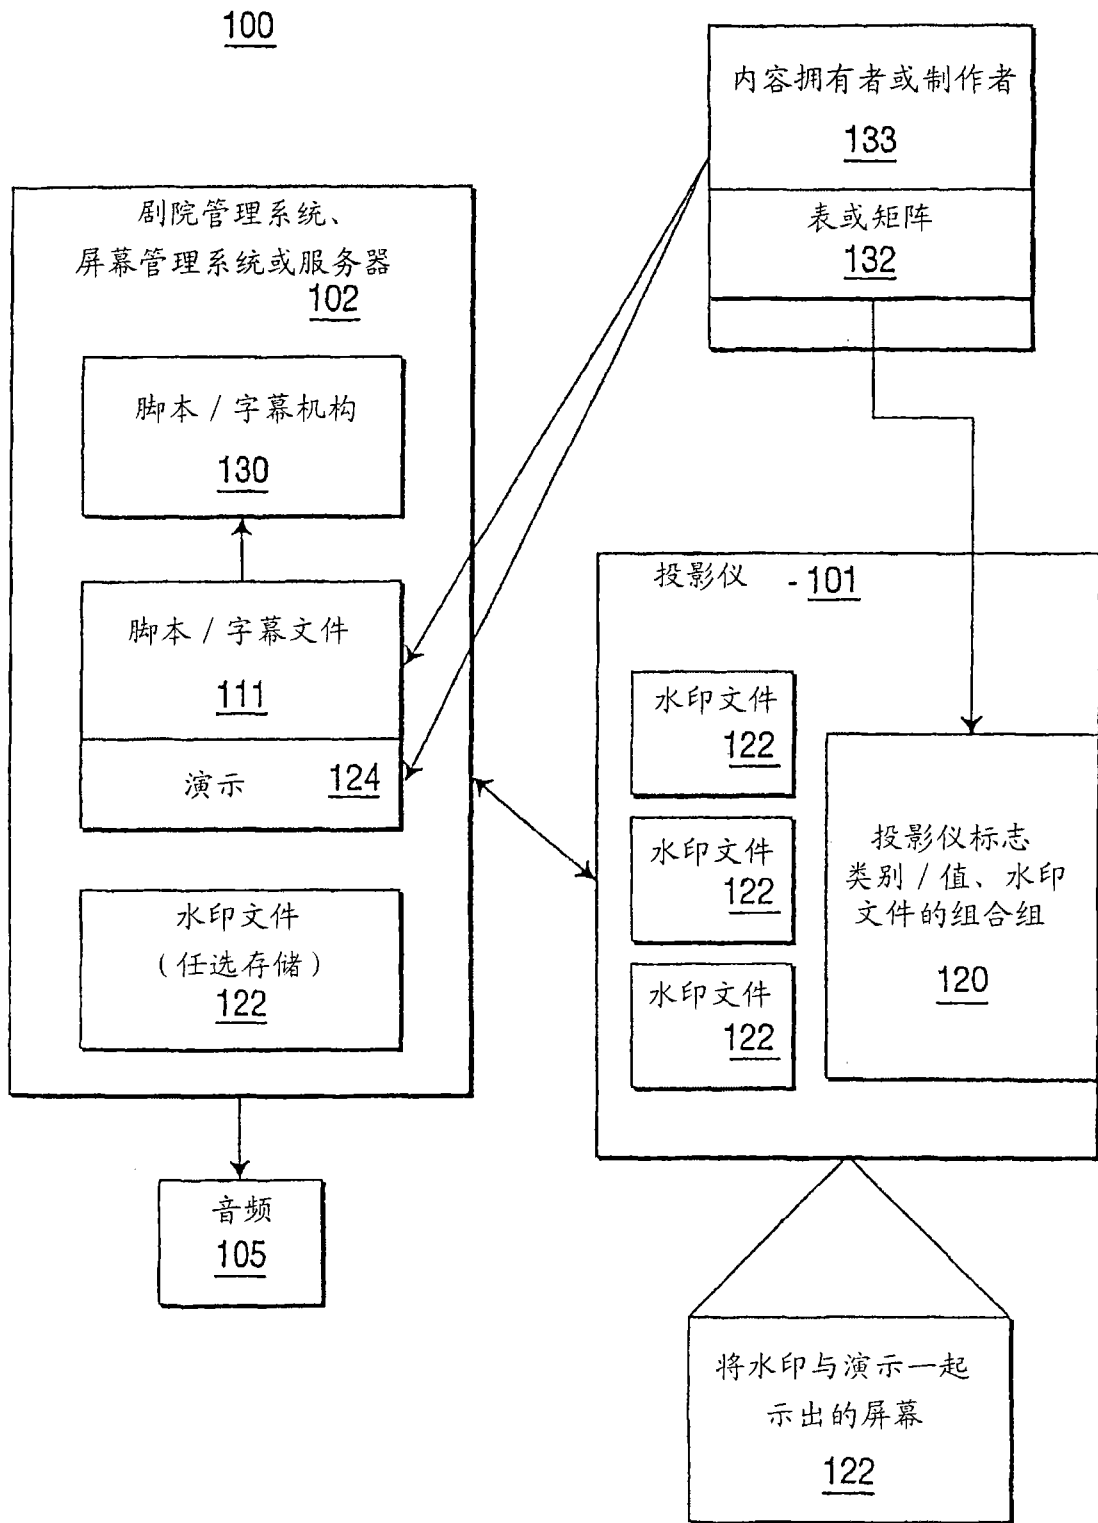 100
内容拥有者或制作者
133
表或矩阵
132
剧院管理系统、
屏幕管理系统或服务器
102
脚本/字幕机构
130
脚本/字幕文件
111
演示 124
水印文件
(任选存储)
122
音频
105
投影仪 - 101
水印文件
122
水印文件
122
水印文件
122
投影仪标志
类别/值、水印
文件的组合组
120
将水印与演示一起
示出的屏幕
122